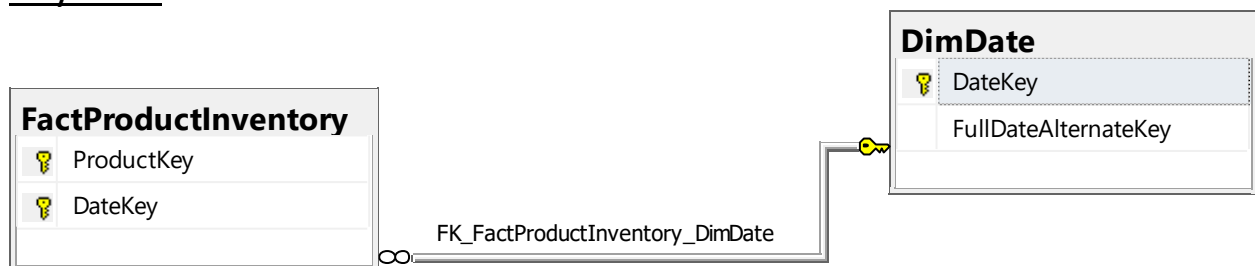 DimDate
DateKey
FullDateAlternateKey
FactProductInventory
ProductKey
DateKey
FK_FactProductInventory_DimDate